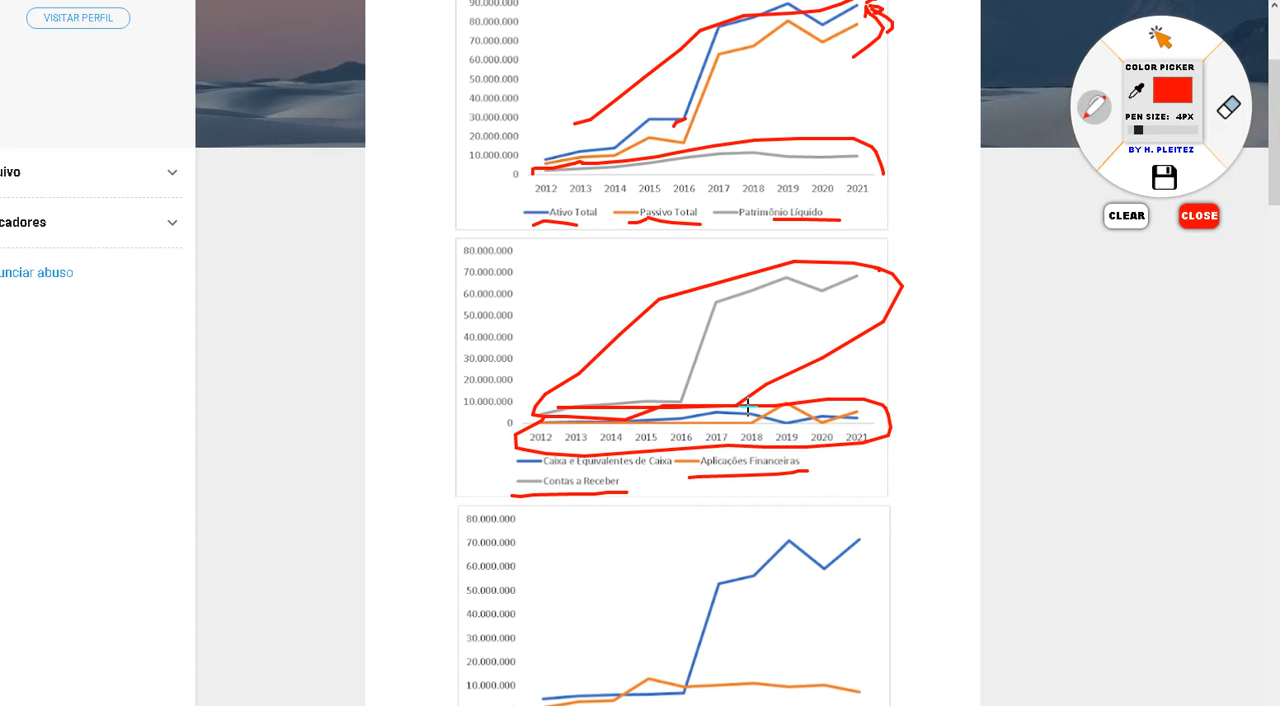 VISITAR PERFIL
uivo
cadores
unciar abuso
90.000.000
80.000.000
70.000.000
60.000.000
50.000.000
40.000.000
30.000.000
20.000.000
10.000.000
0
2012 2013 2014 2015 2016 2017 2018 2019 2020 2021
Ativo Total Passivo Total Patrimônio Líquido
80.000.000
70.000.000
60.000.000
50.000.000
40.000.000
30.000.000
20.000.000
10.000.000
0
2012 2013 2014 2015 2016 2017 2018 2019 2020 2021
Caixa e Equivalentes de Caixa Aplicações Financeiras
Contas a Receber
80.000.000
70.000.000
60.000.000
50.000.000
40.000.000
30.000.000
20.000.000
10.000.000
COLOR PICKER
PEN SIZE: 4PX
BY H. PLEITEZ
CLEAR CLOSE